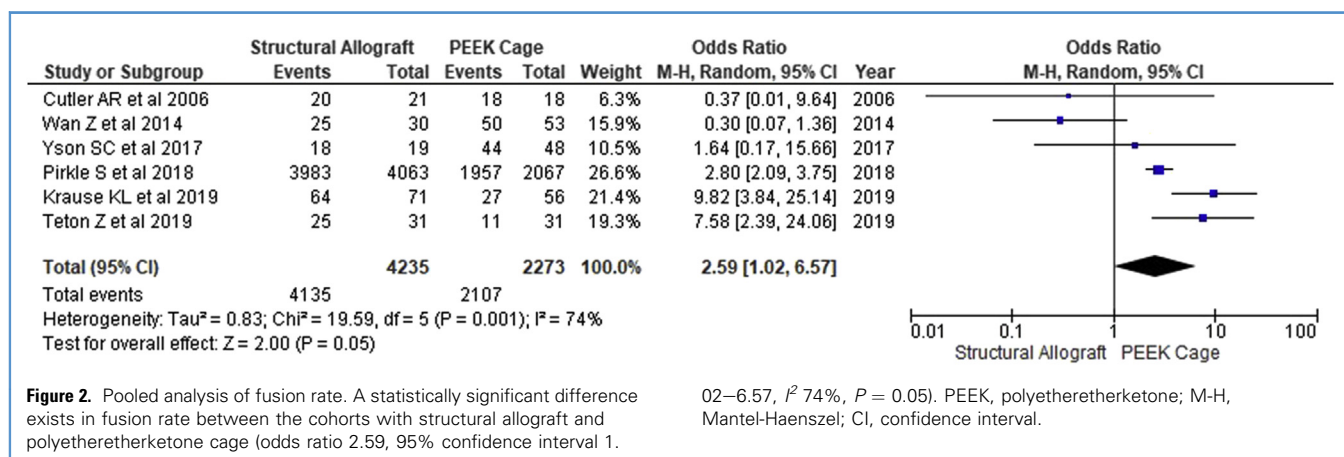 Structural Allograft PEEK Cage Odds Ratio Odds Ratio
Study or Subgroup Events Total Events Total Weight M-H, Random, 95% CI Year M-H, Random, 95% CI
Cutler AR et al 2006 20 21 18 18 6.3% 0.37 [0.01, 9.64] 2006
Wan Z et al 2014 25 30 50 53 15.9% 0.30 [0.07, 1.36] 2014
Yson SC et al 2017 18 19 44 48 10.5% 1.64 [0.17, 15.66] 2017
Pirkle S et al 2018 3983 4063 1957 2067 26.6% 2.80 [2.09, 3.75] 2018
Krause KL et al 2019 64 71 27 56 21.4% 9.82 [3.84, 25.14] 2019
Teton Z et al 2019 25 31 11 31 19.3% 7.58 [2.39, 24.06] 2019
Total (95% CI) 4235 2273 100.0% 2.59 [1.02, 6.57]
Total events 4135 2107
Heterogeneity: Tau² = 0.83; Chi² = 19.59, df = 5 (P = 0.001); I² = 74%
Test for overall effect: Z = 2.00 (P = 0.05)
0.01 0.1 1 10 100
Structural Allograft PEEK Cage
Figure 2. Pooled analysis of fusion rate. A statistically significant difference
exists in fusion rate between the cohorts with structural allograft and
polyetheretherketone cage (odds ratio 2.59, 95% confidence interval 1.
02–6.57, I² 74%, P = 0.05). PEEK, polyetheretherketone; M-H,
Mantel-Haenszel; CI, confidence interval.